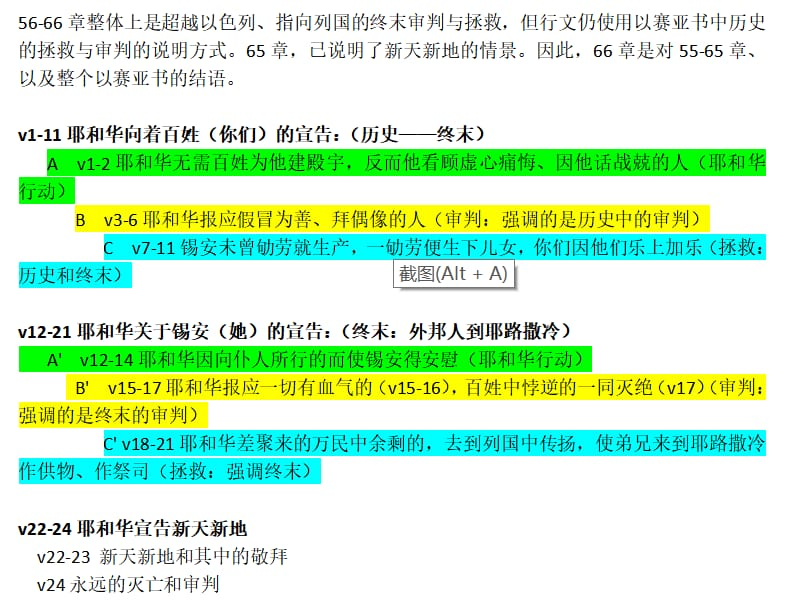 56-66 章整体上是超越以色列、指向列国的终末审判与拯救，但行文仍使用以赛亚书中历史
的拯救与审判的说明方式。65 章，已说明了新天新地的情景。因此，66 章是对 55-65 章、
以及整个以赛亚书的结语。
v1-11 耶和华向着百姓（你们）的宣告：（历史——终末）
A v1-2 耶和华无需百姓为他建殿宇，反而他看顾虚心痛悔、因他话战兢的人（耶和华
行动）
B v3-6 耶和华报应假冒为善、拜偶像的人（审判：强调的是历史中的审判）
C v7-11 锡安未曾劬劳就生产，一劬劳便生下儿女，你们因他们乐上加乐（拯救：
历史和终末）
截图(Alt + A)
v12-21 耶和华关于锡安（她）的宣告：（终末：外邦人到耶路撒冷）
A' v12-14 耶和华因向仆人所行的而使锡安得安慰（耶和华行动）
B' v15-17 耶和华报应一切有血气的（v15-16），百姓中悖逆的一同灭绝（v17）（审判：
强调的是终末的审判）
C' v18-21 耶和华差聚来的万民中余剩的，去到列国中传扬，使弟兄来到耶路撒冷
作供物、作祭司（拯救：强调终末）
v22-24 耶和华宣告新天新地
v22-23 新天新地和其中的敬拜
v24 永远的灭亡和审判